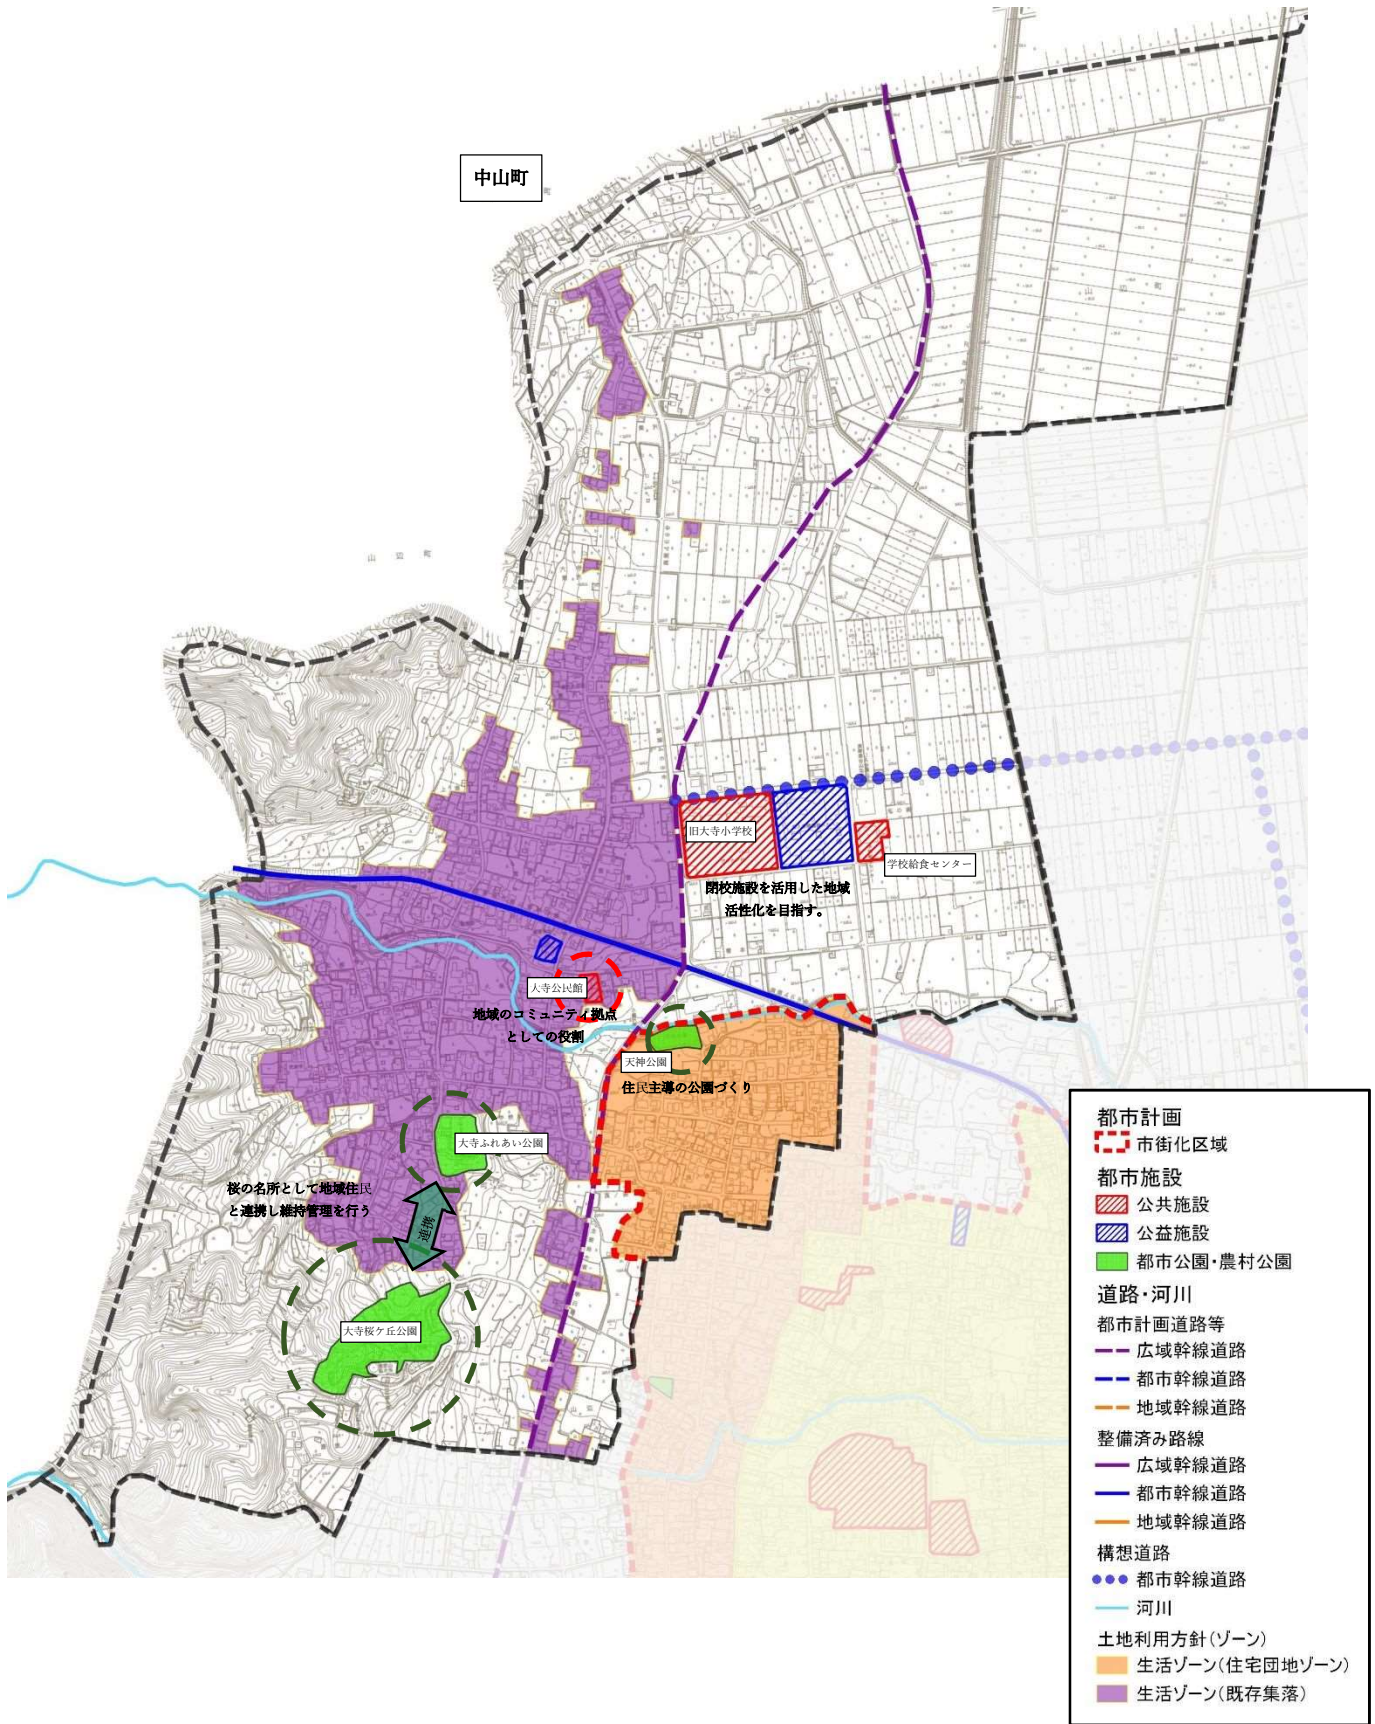 中山町
旧大寺小学校
学校給食センター
閉校施設を活用した地域
活性化を目指す。
大寺公民館
地域のコミュニティ拠点
としての役割
天神公園
住民主導の公園づくり
大寺ふれあい公園
桜の名所として地域住民
と連携し維持管理を行う
連携
大寺桜ケ丘公園
都市計画
市街化区域
都市施設
公共施設
公益施設
都市公園・農村公園
道路・河川
都市計画道路等
広域幹線道路
都市幹線道路
地域幹線道路
整備済み路線
広域幹線道路
都市幹線道路
地域幹線道路
構想道路
都市幹線道路
河川
土地利用方針(ゾーン)
生活ゾーン(住宅団地ゾーン)
生活ゾーン(既存集落)